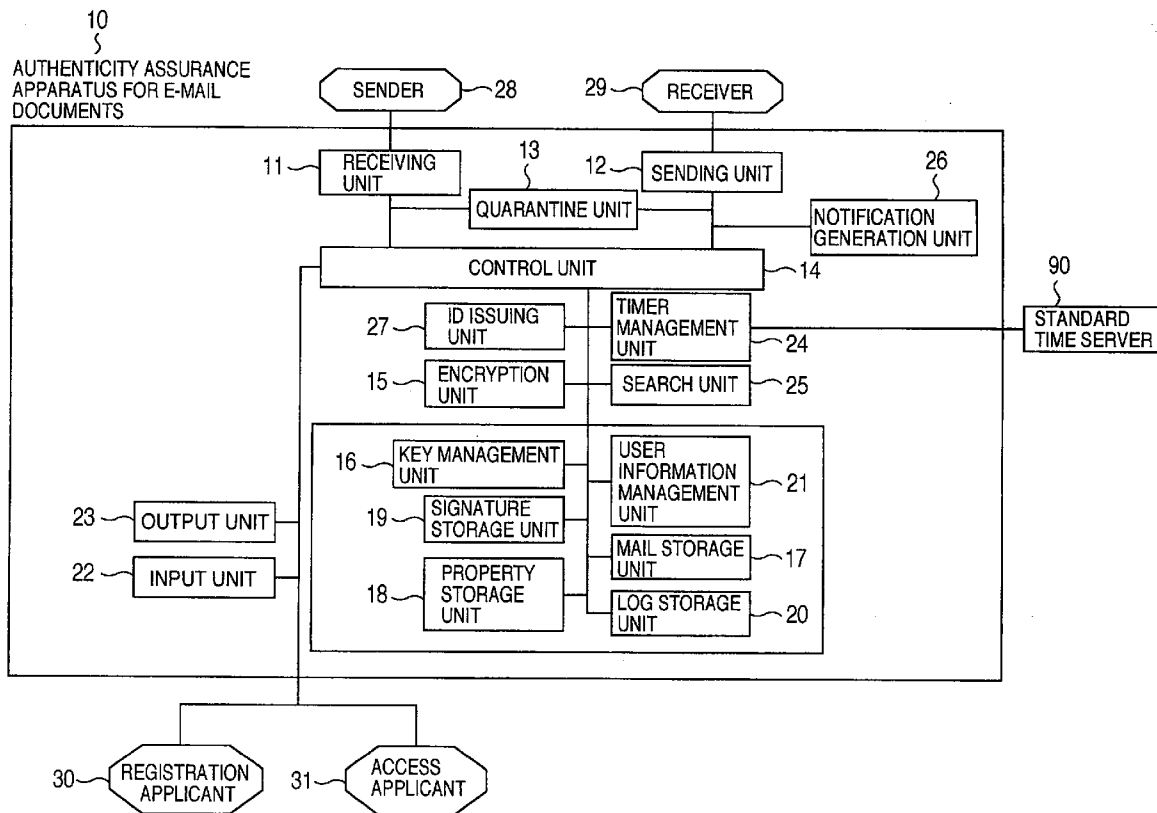 10
AUTHENTICITY ASSURANCE
APPARATUS FOR E-MAIL
DOCUMENTS
SENDER
28
29
RECEIVER
11
RECEIVING
UNIT
13
QUARANTINE UNIT
12
SENDING UNIT
26
NOTIFICATION
GENERATION UNIT
CONTROL UNIT
14
90
STANDARD
TIME SERVER
27
ID ISSUING
UNIT
TIMER
MANAGEMENT
UNIT
24
15
ENCRYPTION
UNIT
SEARCH UNIT
25
16
KEY MANAGEMENT
UNIT
USER
INFORMATION
MANAGEMENT
UNIT
21
19
SIGNATURE
STORAGE UNIT
23
OUTPUT UNIT
MAIL STORAGE
UNIT
17
22
INPUT UNIT
18
PROPERTY
STORAGE
UNIT
LOG STORAGE
UNIT
20
30
REGISTRATION
APPLICANT
31
ACCESS
APPLICANT